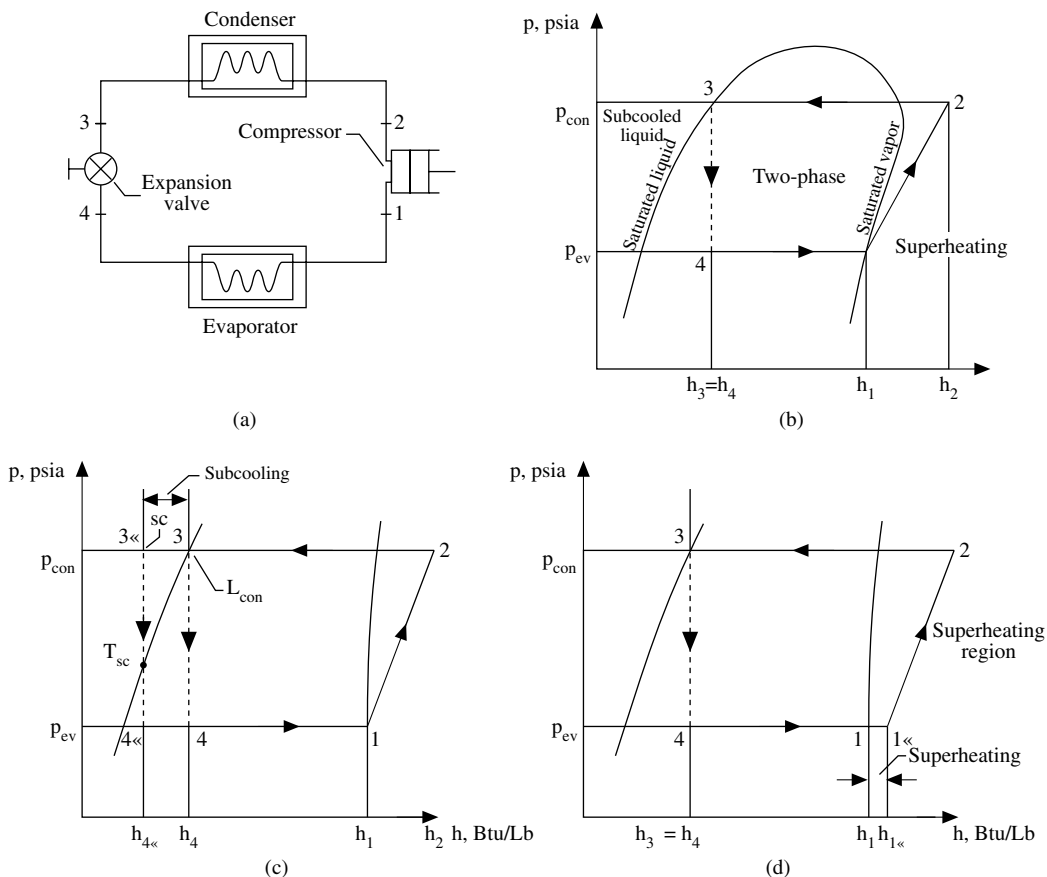 Condenser
3
2
Compressor
Expansion
valve
4
1
Evaporator
(a)
p, psia
3
2
p_con
Subcooled
liquid
Saturated liquid
Saturated vapor
Two-phase
p_ev
4
Superheating
h_3=h_4
h_1
h_2
(b)
p, psia
Subcooling
sc
3«
3
2
p_con
L_con
T_sc
p_ev
4«
4
1
h_4«
h_4
h_1
h_2
h, Btu/Lb
(c)
p, psia
3
2
p_con
Superheating
region
p_ev
4
1
1«
Superheating
h_3 = h_4
h_1
h_1«
h, Btu/Lb
(d)